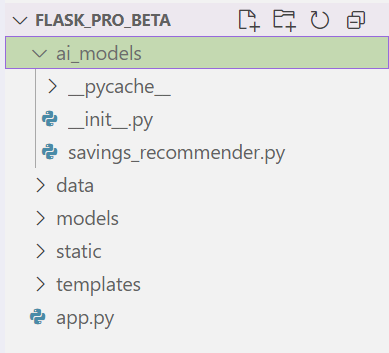 FLASK_PRO_BETA
ai_models
__pycache__
__init__.py
savings_recommender.py
data
models
static
templates
app.py